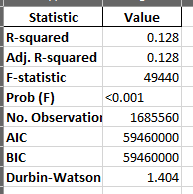 Statistic Value
R-squared 0.128
Adj. R-squared 0.128
F-statistic 49440
Prob (F) <0.001
No. Observatio 1685560
AIC 59460000
BIC 59460000
Durbin-Watson 1.404